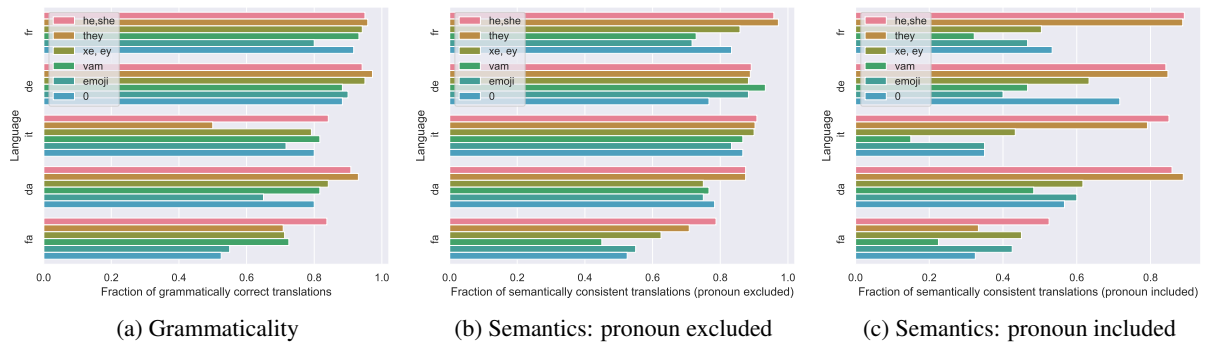 he,she
they
xe, ey
vam
emoji
0
fr
de
it
da
fa
Language
0.0 0.2 0.4 0.6 0.8 1.0
Fraction of grammatically correct translations
(a) Grammaticality
he,she
they
xe, ey
vam
emoji
0
fr
de
it
da
fa
Language
0.0 0.2 0.4 0.6 0.8 1.0
Fraction of semantically consistent translations (pronoun excluded)
(b) Semantics: pronoun excluded
he,she
they
xe, ey
vam
emoji
0
fr
de
it
da
fa
Language
0.0 0.2 0.4 0.6 0.8
Fraction of semantically consistent translations (pronoun included)
(c) Semantics: pronoun included